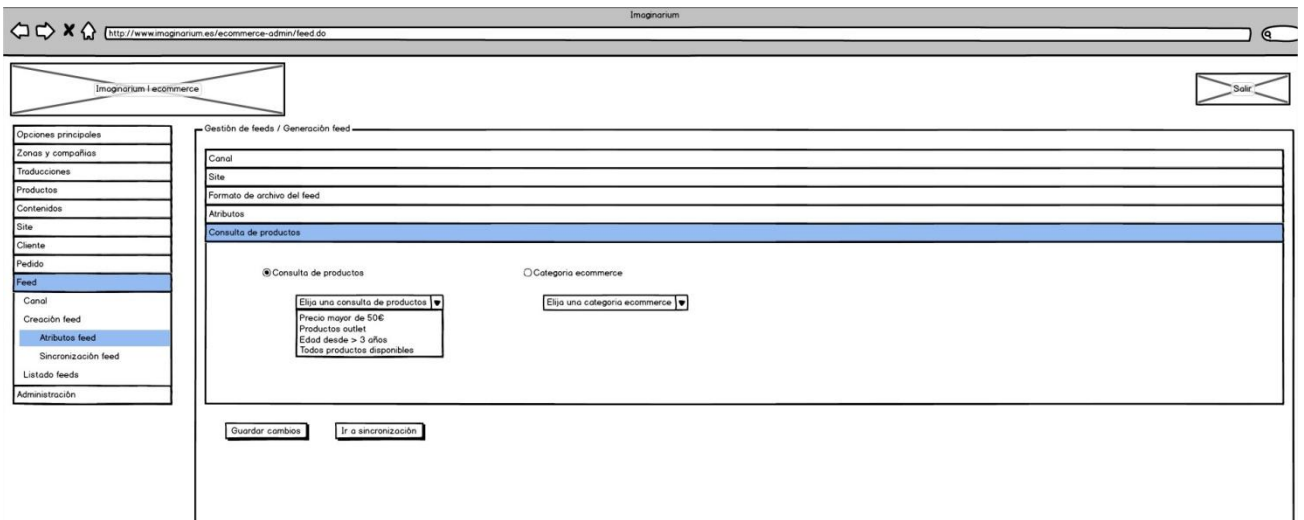 Imaginarium
http://www.imaginarium.es/ecommerce-admin/feed.do
Imaginarium | ecommerce
Salir
Opciones principales
Zonas y compañias
Traducciones
Productos
Contenidos
Site
Cliente
Pedido
Feed
Canal
Creación feed
Atributos feed
Sincronización feed
Listado feeds
Administración
Gestión de feeds / Generación feed
Canal
Site
Formato de archivo del feed
Atributos
Consulta de productos
Consulta de productos
Categoria ecommerce
Elija una consulta de productos
Elija una categoria ecommerce
Precio mayor de 50€
Productos outlet
Edad desde > 3 años
Todos productos disponibles
Guardar cambios
Ir a sincronización